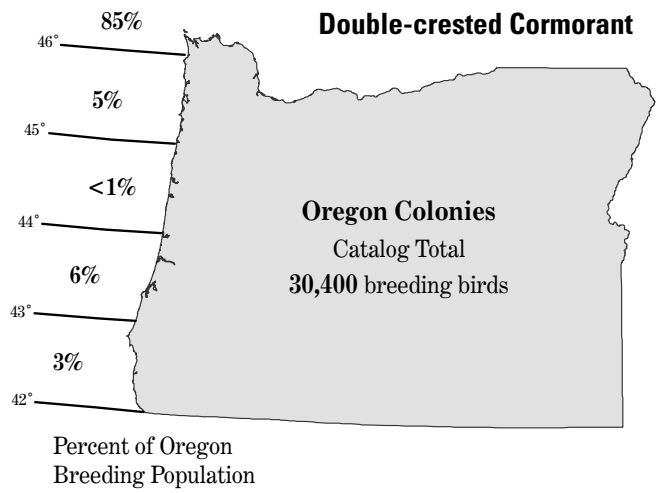 Double-crested Cormorant
85%
46°
5%
45°
<1%
44°
6%
43°
3%
42°
Oregon Colonies
Catalog Total
30,400 breeding birds
Percent of Oregon
Breeding Population